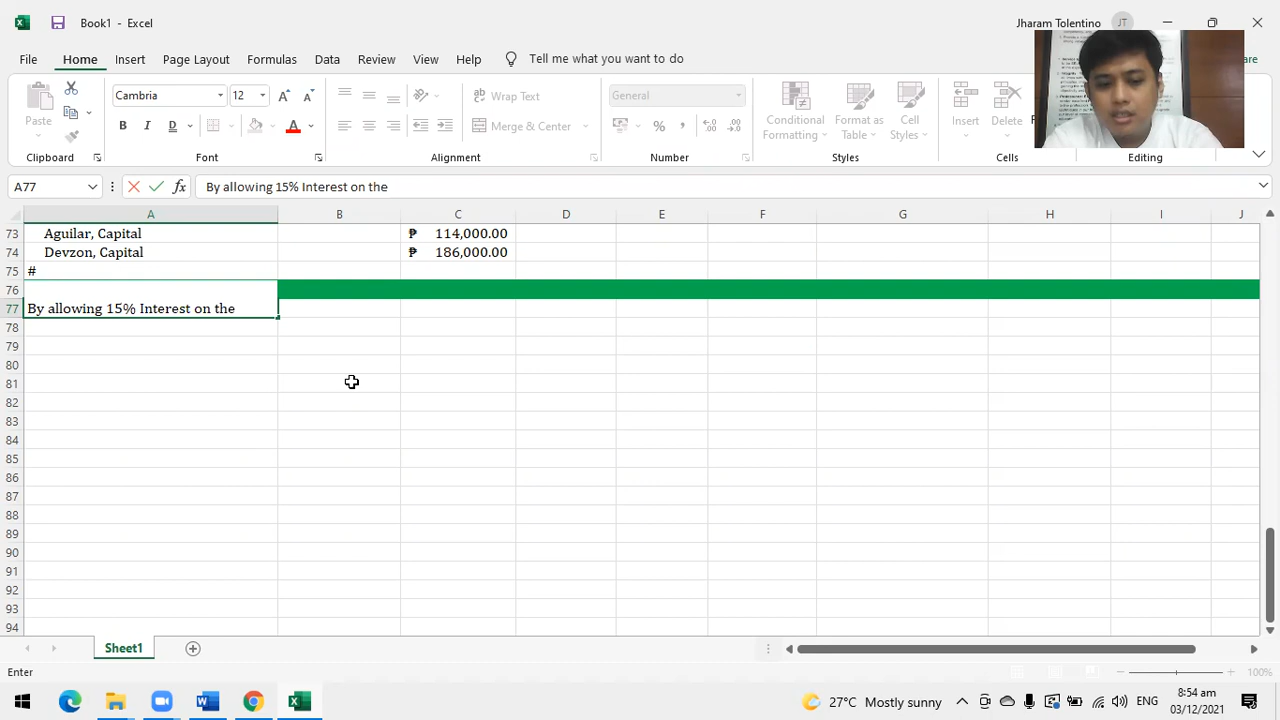 Book1 - Excel
Jharam Tolentino
JT
File
Home
Insert
Page Layout
Formulas
Data
Review
View
Help
Tell me what you want to do
are
Paste
Clipboard
Cambria
12
B
I
D
A
Font
Wrap Text
Merge & Center
Alignment
General
%
,
Number
Conditional
Formatting
Format as
Table
Cell
Styles
Styles
Insert
Delete
F
Cells
Editing
A77
fx
By allowing 15% Interest on the
A
B
C
D
E
F
G
H
I
J
73
Aguilar, Capital
₱ 114,000.00
74
Devzon, Capital
₱ 186,000.00
75
#
76
77
By allowing 15% Interest on the
78
79
80
81
82
83
84
85
86
87
88
89
90
91
92
93
94
Sheet1
Enter
100%
27°C Mostly sunny
ENG
8:54 am
03/12/2021